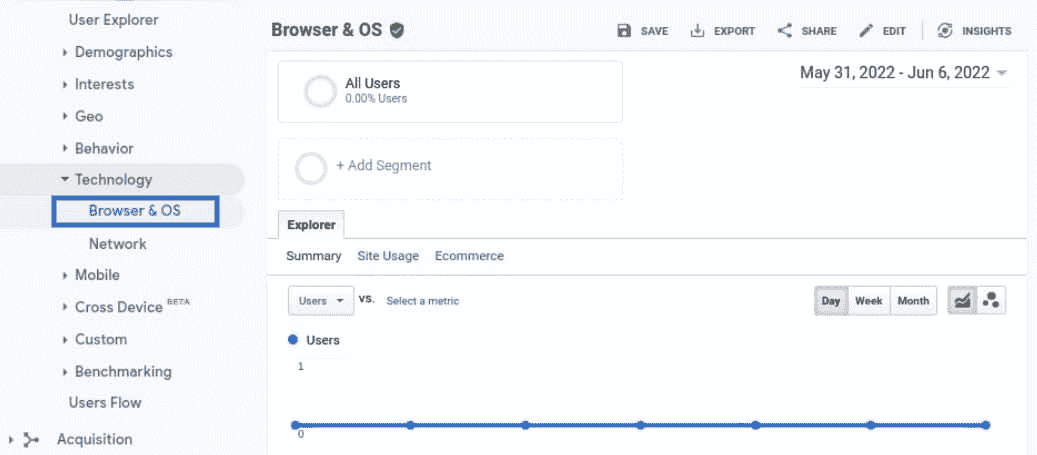 User Explorer
Demographics
Interests
Geo
Behavior
Technology
Browser & OS
Network
Mobile
Cross Device BETA
Custom
Benchmarking
Users Flow
Acquisition
Browser & OS
SAVE
EXPORT
SHARE
EDIT
INSIGHTS
All Users
0.00% Users
May 31, 2022 - Jun 6, 2022
+ Add Segment
Explorer
Summary
Site Usage
Ecommerce
Users
VS.
Select a metric
Day
Week
Month
Users
1
0